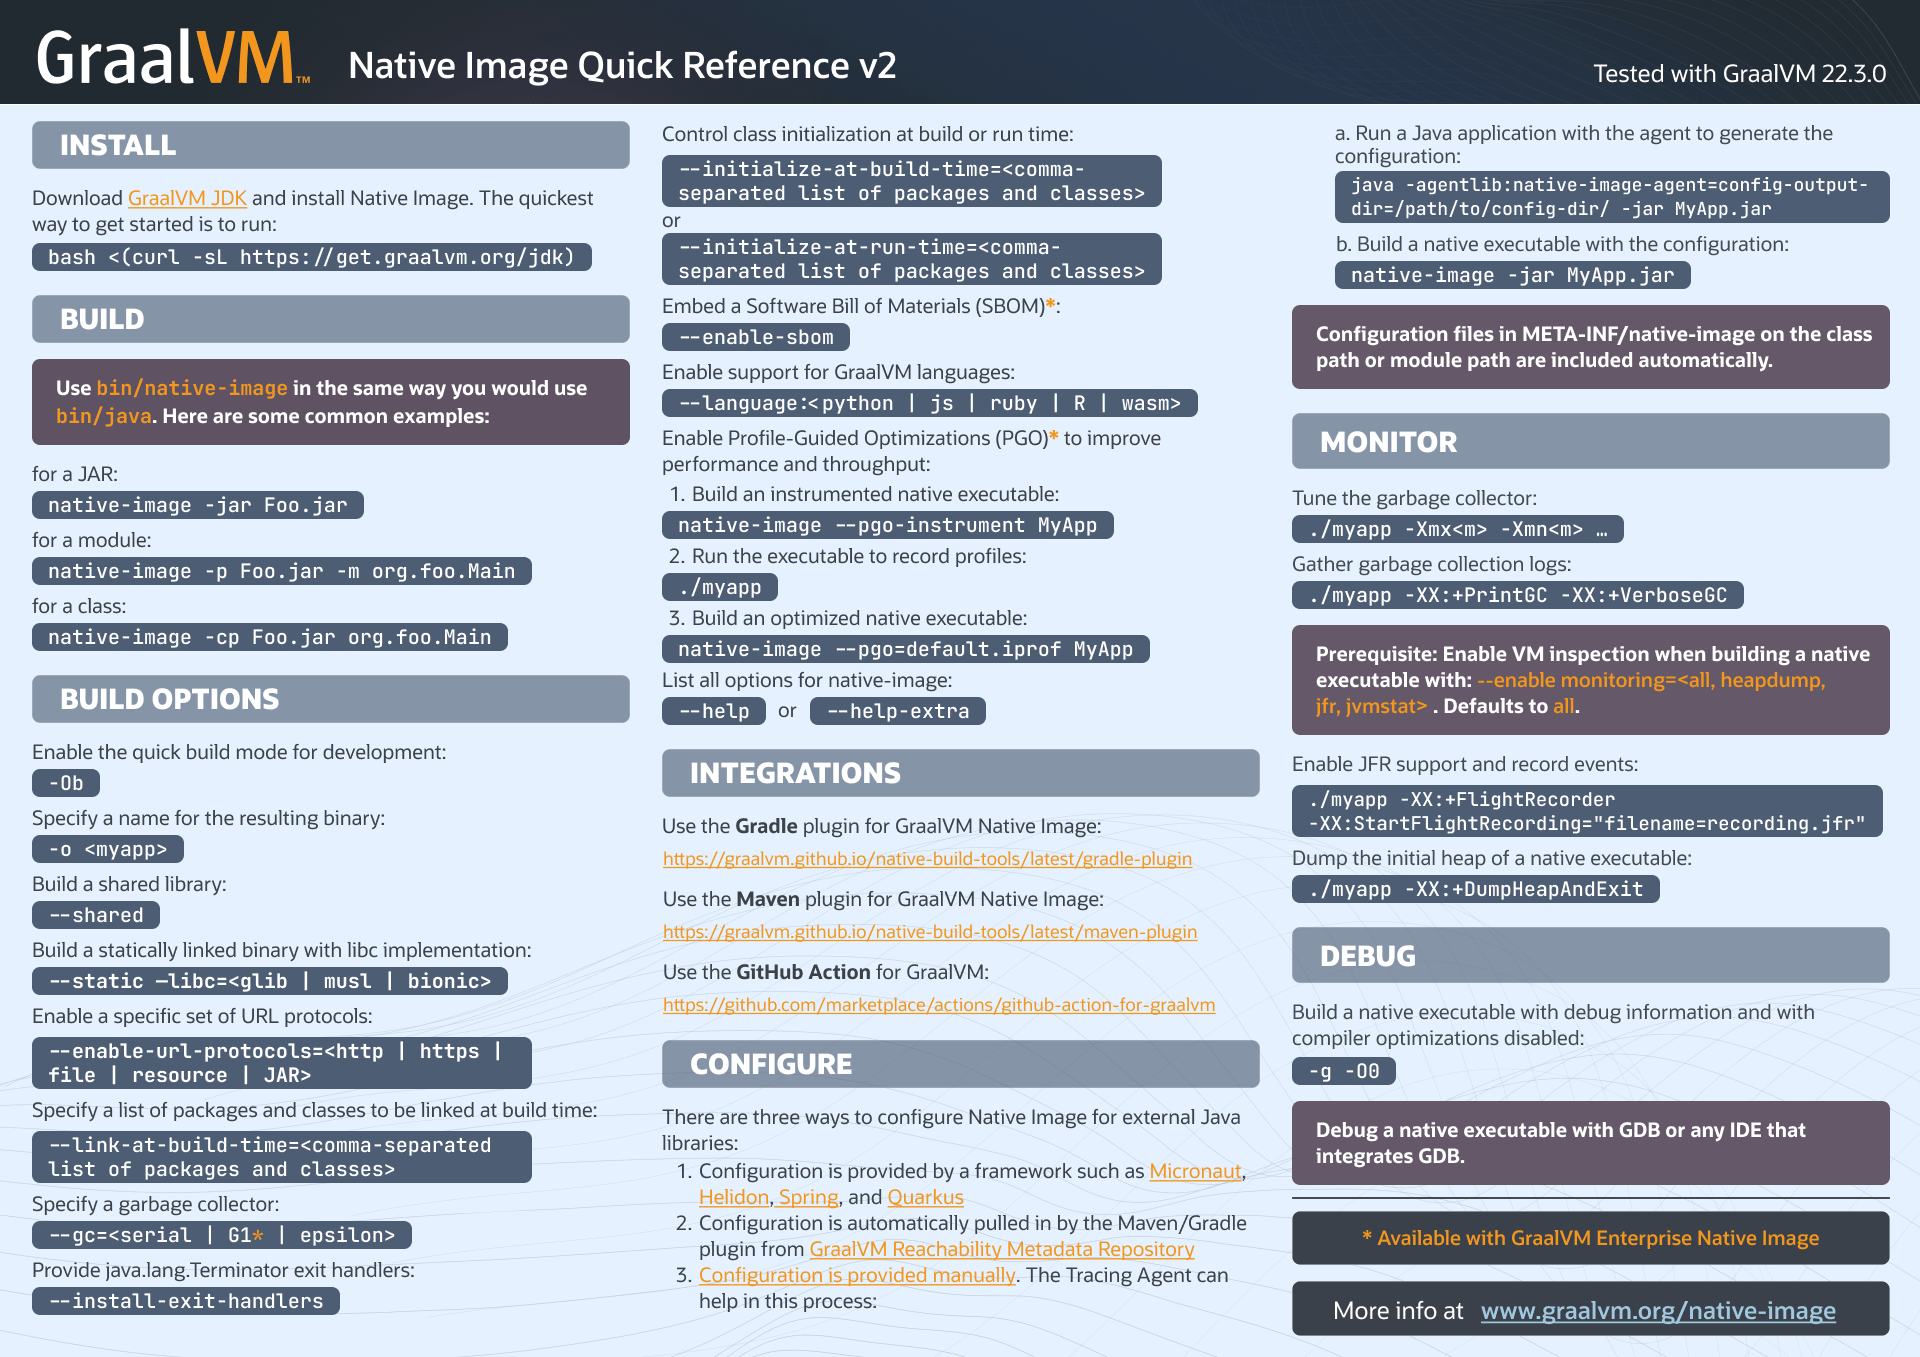 GraalVM™
Native Image Quick Reference v2
Tested with GraalVM 22.3.0
INSTALL
Download GraalVM JDK and install Native Image. The quickest
way to get started is to run:
bash <(curl -sL https://get.graalvm.org/jdk)
BUILD
Use bin/native-image in the same way you would use
bin/java. Here are some common examples:
for a JAR:
native-image -jar Foo.jar
for a module:
native-image -p Foo.jar -m org.foo.Main
for a class:
native-image -cp Foo.jar org.foo.Main
BUILD OPTIONS
Enable the quick build mode for development:
-Ob
Specify a name for the resulting binary:
-o <myapp>
Build a shared library:
--shared
Build a statically linked binary with libc implementation:
--static —libc=<glib | musl | bionic>
Enable a specific set of URL protocols:
--enable-url-protocols=<http | https |
file | resource | JAR>
Specify a list of packages and classes to be linked at build time:
--link-at-build-time=<comma-separated
list of packages and classes>
Specify a garbage collector:
--gc=<serial | G1* | epsilon>
Provide java.lang.Terminator exit handlers:
--install-exit-handlers
Control class initialization at build or run time:
--initialize-at-build-time=<comma-
separated list of packages and classes>
or
--initialize-at-run-time=<comma-
separated list of packages and classes>
Embed a Software Bill of Materials (SBOM)*:
--enable-sbom
Enable support for GraalVM languages:
--language:<python | js | ruby | R | wasm>
Enable Profile-Guided Optimizations (PGO)* to improve
performance and throughput:
1. Build an instrumented native executable:
native-image --pgo-instrument MyApp
2. Run the executable to record profiles:
./myapp
3. Build an optimized native executable:
native-image --pgo=default.iprof MyApp
List all options for native-image:
--help or --help-extra
INTEGRATIONS
Use the Gradle plugin for GraalVM Native Image:
https://graalvm.github.io/native-build-tools/latest/gradle-plugin
Use the Maven plugin for GraalVM Native Image:
https://graalvm.github.io/native-build-tools/latest/maven-plugin
Use the GitHub Action for GraalVM:
https://github.com/marketplace/actions/github-action-for-graalvm
CONFIGURE
There are three ways to configure Native Image for external Java
libraries:
1. Configuration is provided by a framework such as Micronaut,
Helidon, Spring, and Quarkus
2. Configuration is automatically pulled in by the Maven/Gradle
plugin from GraalVM Reachability Metadata Repository
3. Configuration is provided manually. The Tracing Agent can
help in this process:
a. Run a Java application with the agent to generate the
configuration:
java -agentlib:native-image-agent=config-output-
dir=/path/to/config-dir/ -jar MyApp.jar
b. Build a native executable with the configuration:
native-image -jar MyApp.jar
Configuration files in META-INF/native-image on the class
path or module path are included automatically.
MONITOR
Tune the garbage collector:
./myapp -Xmx<m> -Xmn<m> …
Gather garbage collection logs:
./myapp -XX:+PrintGC -XX:+VerboseGC
Prerequisite: Enable VM inspection when building a native
executable with: --enable monitoring=<all, heapdump,
jfr, jvmstat> . Defaults to all.
Enable JFR support and record events:
./myapp -XX:+FlightRecorder
-XX:StartFlightRecording="filename=recording.jfr"
Dump the initial heap of a native executable:
./myapp -XX:+DumpHeapAndExit
DEBUG
Build a native executable with debug information and with
compiler optimizations disabled:
-g -O0
Debug a native executable with GDB or any IDE that
integrates GDB.
* Available with GraalVM Enterprise Native Image
More info at www.graalvm.org/native-image